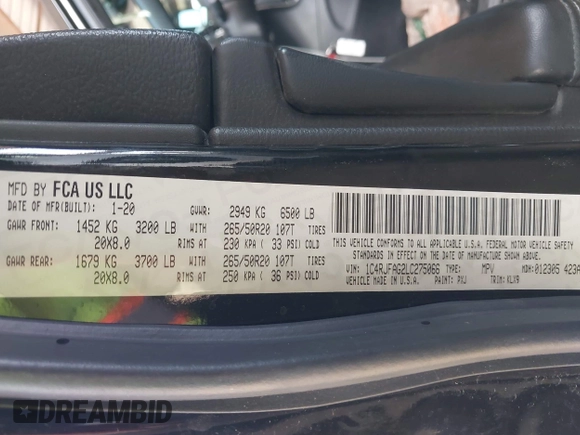 MFD BY FCA US LLC
DATE OF MFR(BUILT): 1-20 GVWR: 2949 KG 6500 LB
GAWR FRONT: 1452 KG 3200 LB WITH 265/50R20 107T TIRES
20X8.0 RIMS AT 230 KPA ( 33 PSI) COLD
GAWR REAR: 1679 KG 3700 LB WITH 265/50R20 107T TIRES
20X8.0 RIMS AT 250 KPA ( 36 PSI) COLD
THIS VEHICLE CONFORMS TO ALL APPLICABLE U.S.A. FEDERAL MOTOR VEHICLE SAFETY
STANDARDS IN EFFECT ON THE DATE OF MANUFACTURE SHOWN ABOVE.
VIN: 1C4RJFAG2LC275066 TYPE: MPV MDH: 012305 423A
VEHICLE MADE IN U.S.A. PAINT: PXJ TRIM: KLX9
DREAMBID